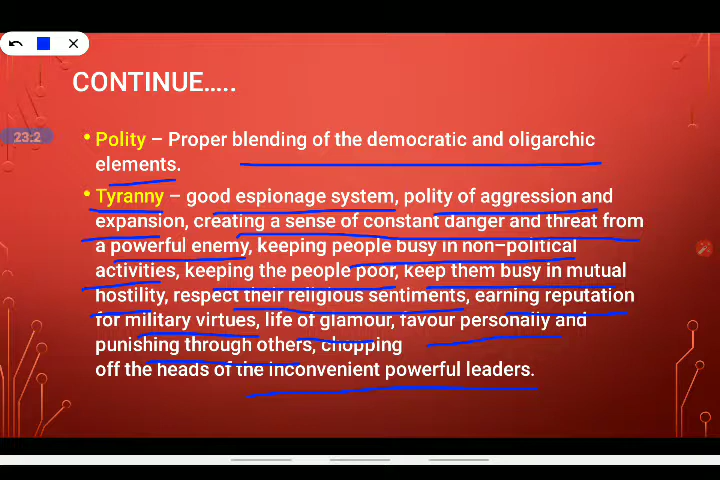 CONTINUE.....
23:2
• Polity – Proper blending of the democratic and oligarchic
elements.
• Tyranny – good espionage system, polity of aggression and
expansion, creating a sense of constant danger and threat from
a powerful enemy, keeping people busy in non-political
activities, keeping the people poor, keep them busy in mutual
hostility, respect their religious sentiments, earning reputation
for military virtues, life of glamour, favour personally and
punishing through others, chopping
off the heads of the inconvenient powerful leaders.